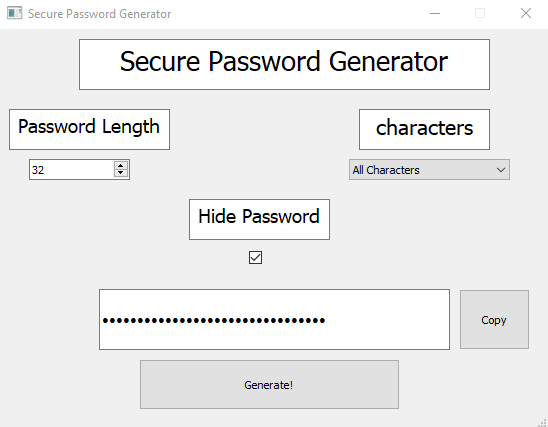 Secure Password Generator
Secure Password Generator
Password Length
characters
32
All Characters
Hide Password
••••••••••••••••••••••••••••••••
Copy
Generate!